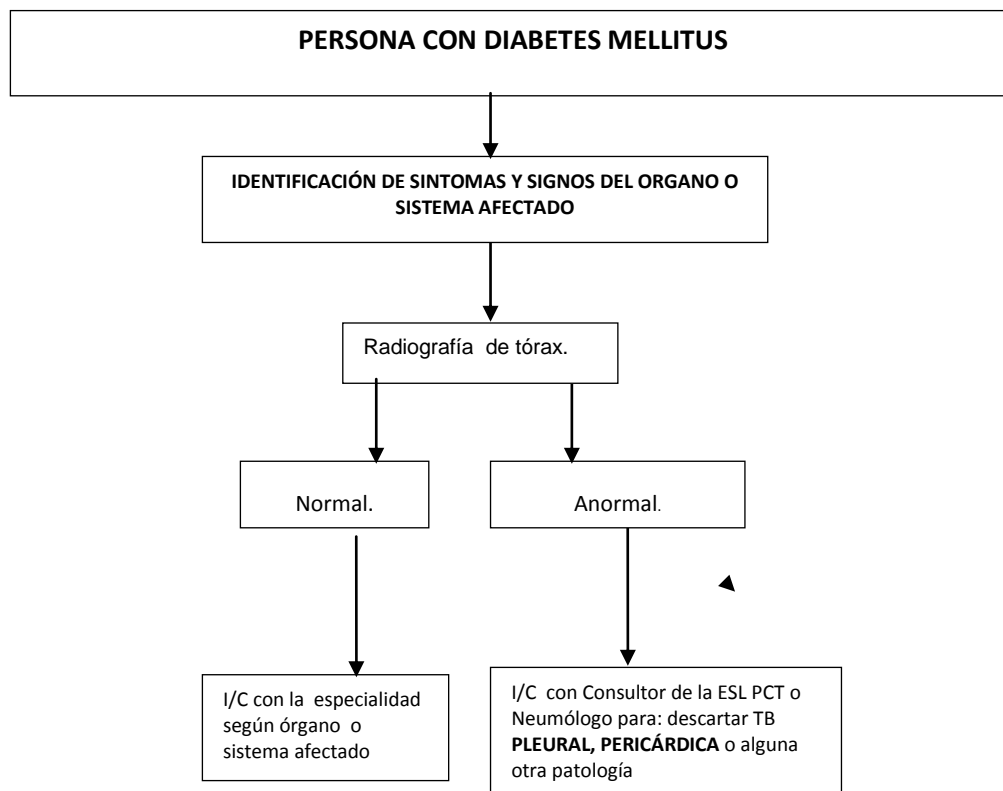 PERSONA CON DIABETES MELLITUS
IDENTIFICACIÓN DE SINTOMAS Y SIGNOS DEL ORGANO O
SISTEMA AFECTADO
Radiografía de tórax.
Normal.
Anormal.
I/C con la especialidad
según órgano o
sistema afectado
I/C con Consultor de la ESL PCT o
Neumólogo para: descartar TB
PLEURAL, PERICÁRDICA o alguna
otra patología